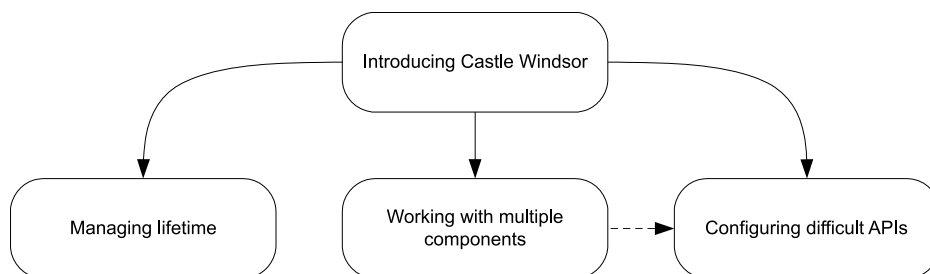 Introducing Castle Windsor
Managing lifetime
Working with multiple
components
Configuring difficult APIs